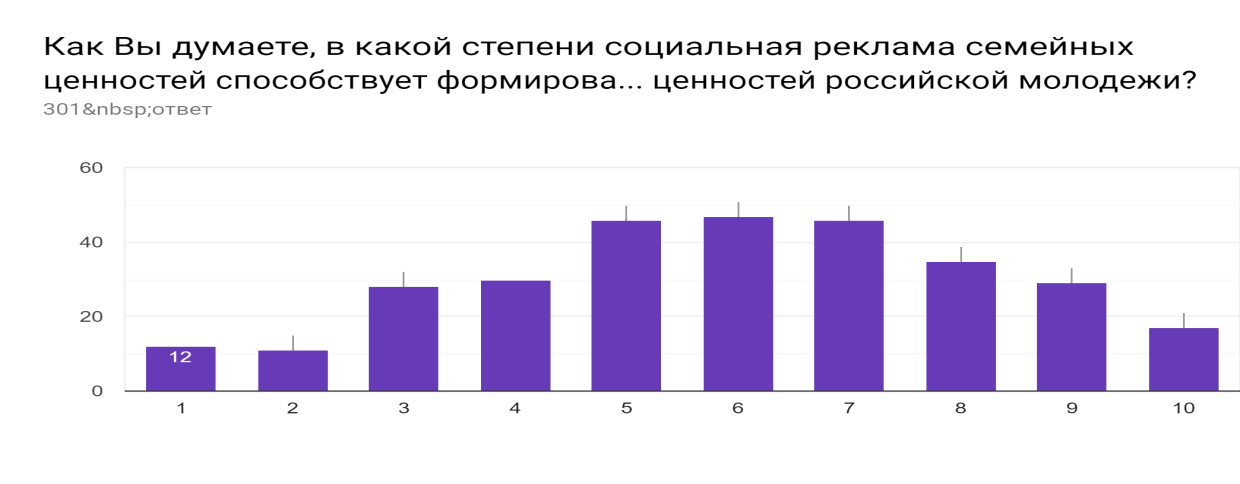 Как Вы думаете, в какой степени социальная реклама семейных
ценностей способствует формирова... ценностей российской молодежи?
301&nbsp;ответ
60
40
20
0
12
1 2 3 4 5 6 7 8 9 10